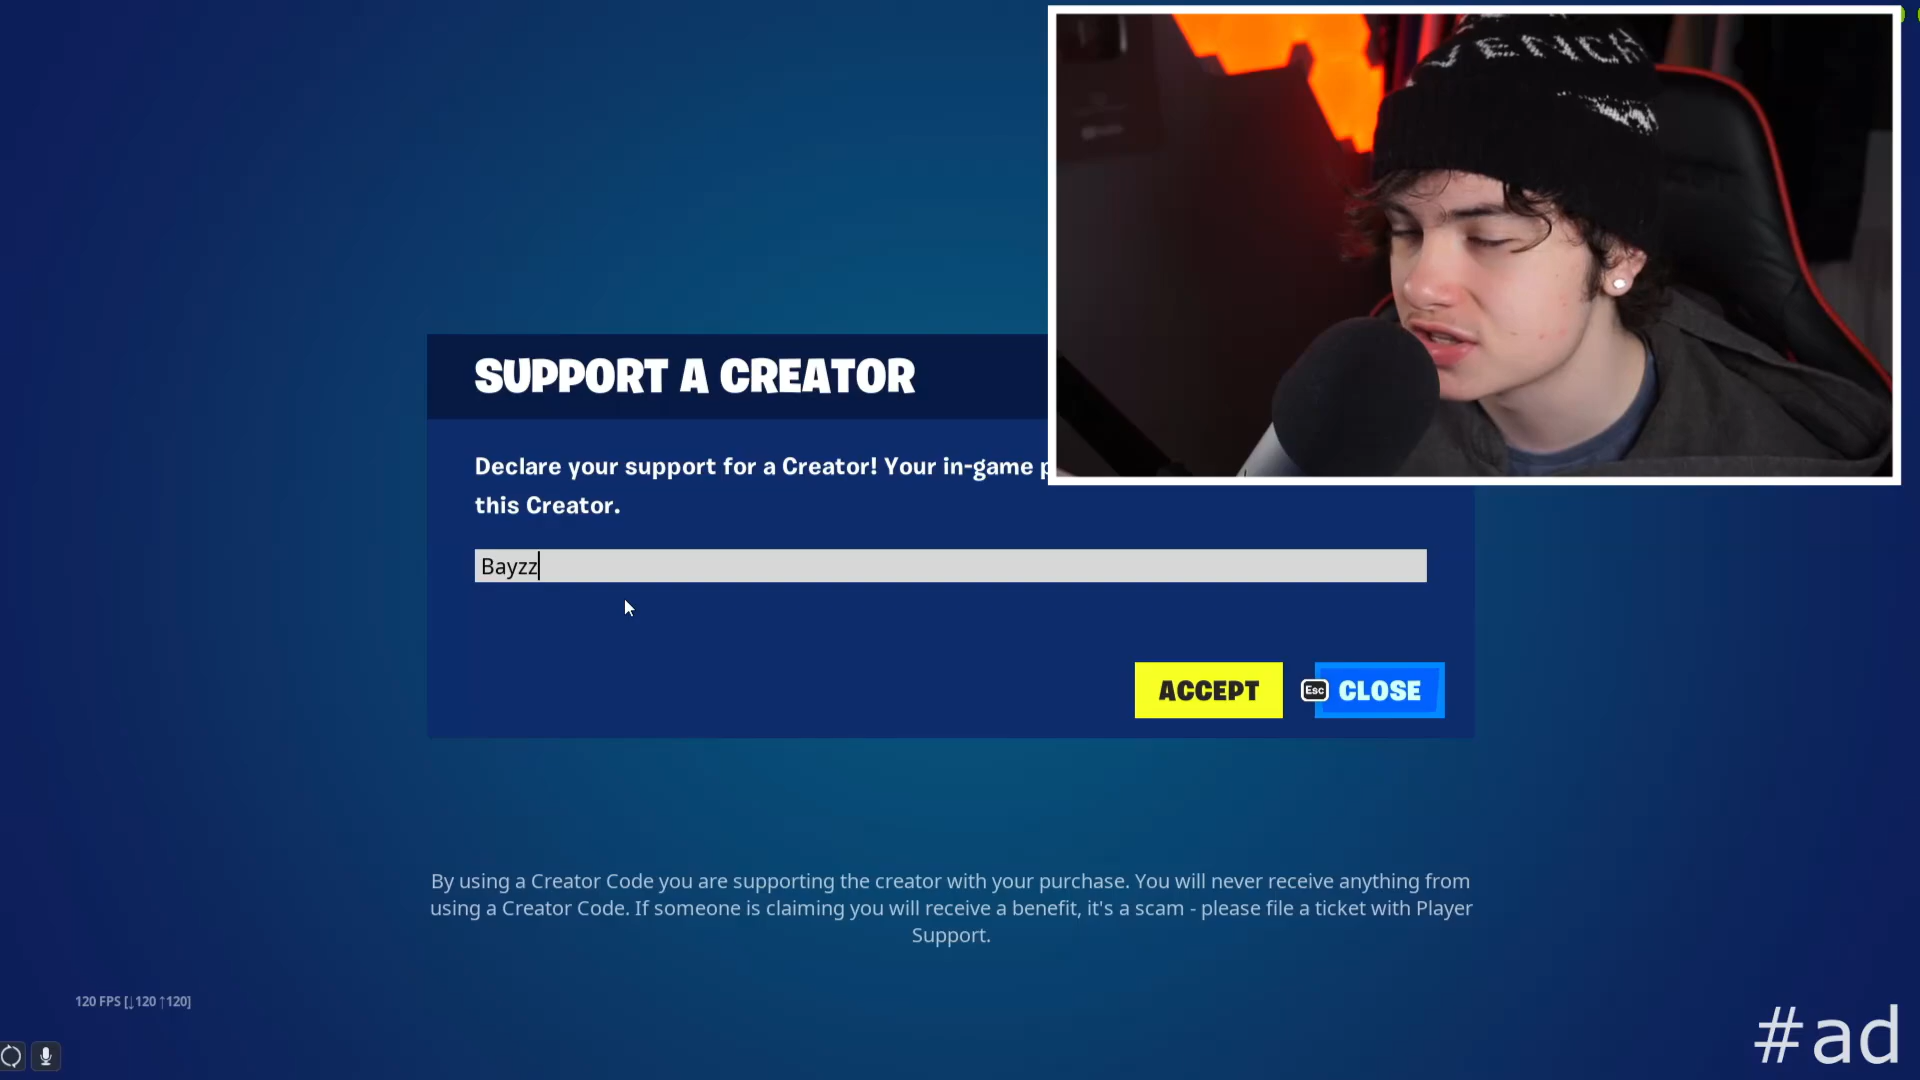 SUPPORT A CREATOR
Declare your support for a Creator! Your in-game
this Creator.
Bayzz
ACCEPT
Esc CLOSE
By using a Creator Code you are supporting the creator with your purchase. You will never receive anything from
using a Creator Code. If someone is claiming you will receive a benefit, it's a scam - please file a ticket with Player
Support.
120 FPS [↓120 ↑120]
#ad